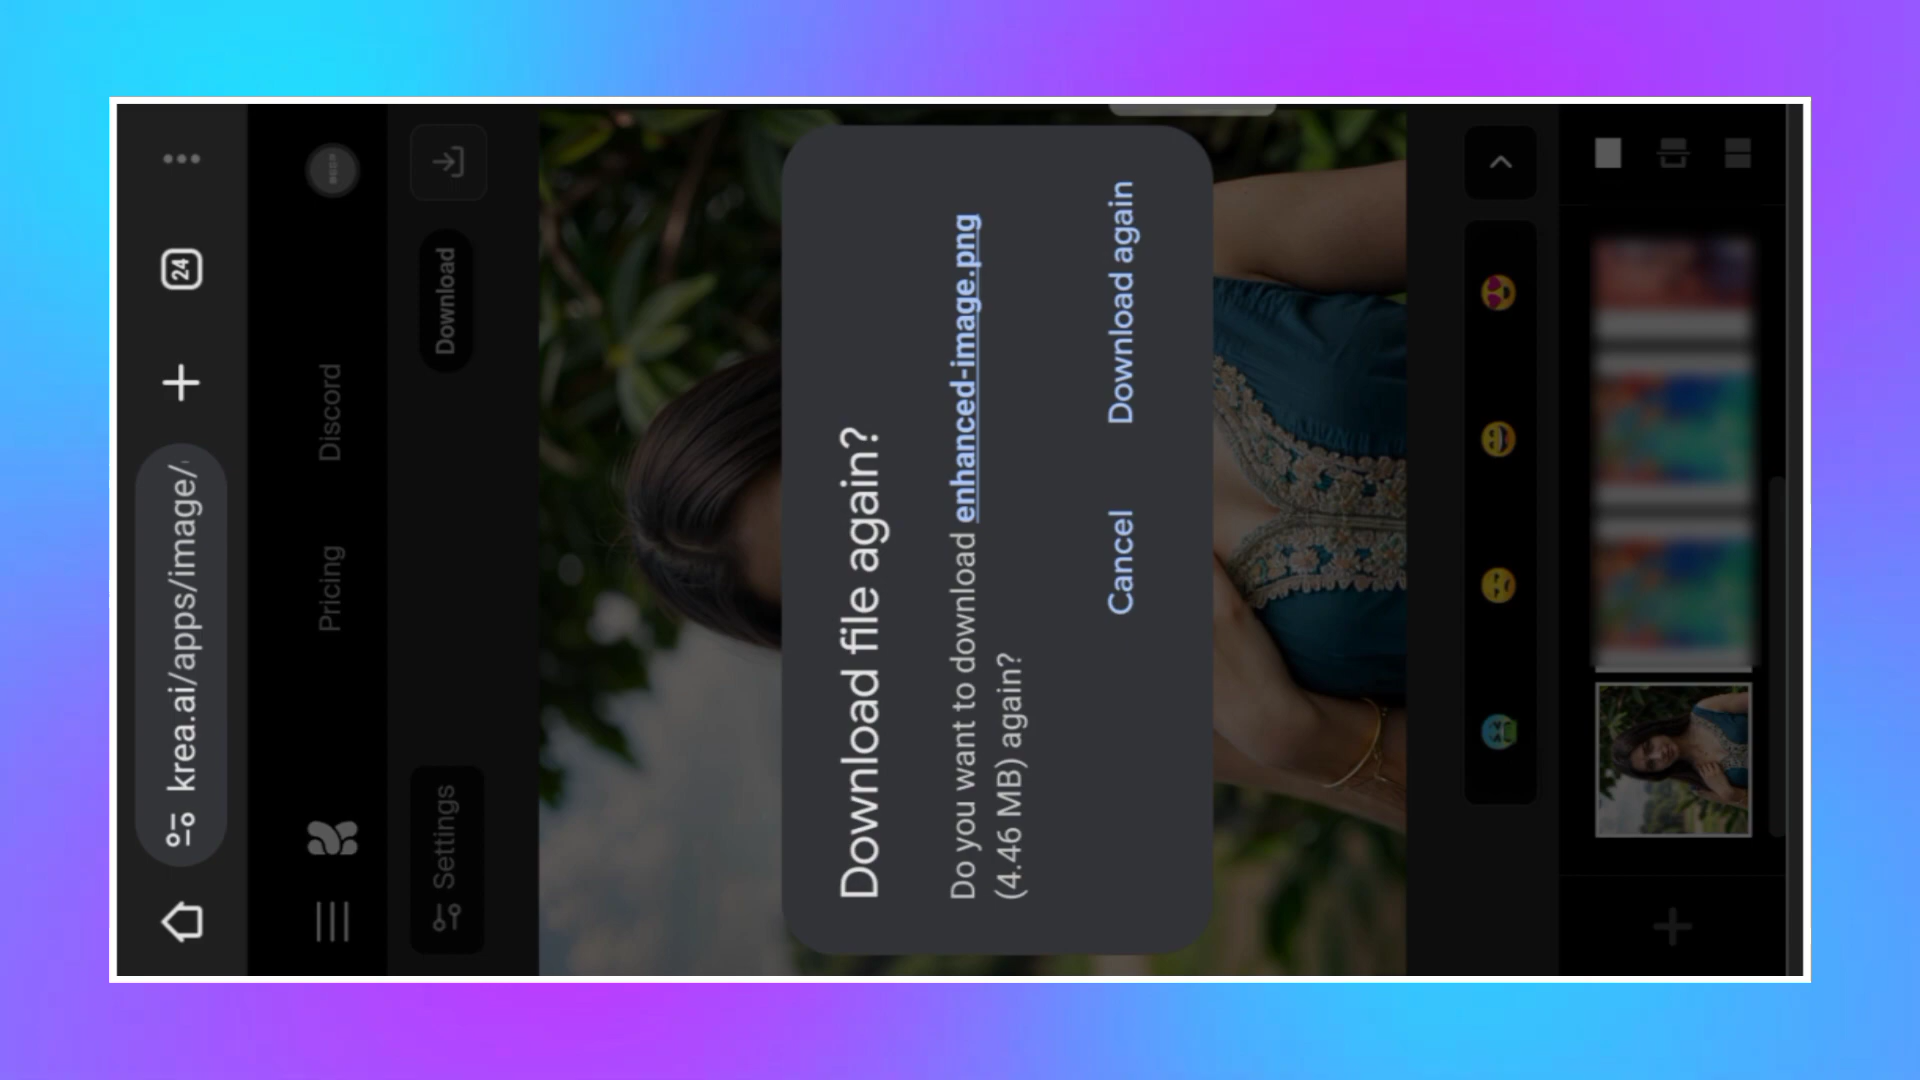 krea.ai/apps/image/
24
Pricing
Discord
Settings
Download
Download file again?
Do you want to download enhanced-image.png
(4.46 MB) again?
Cancel
Download again